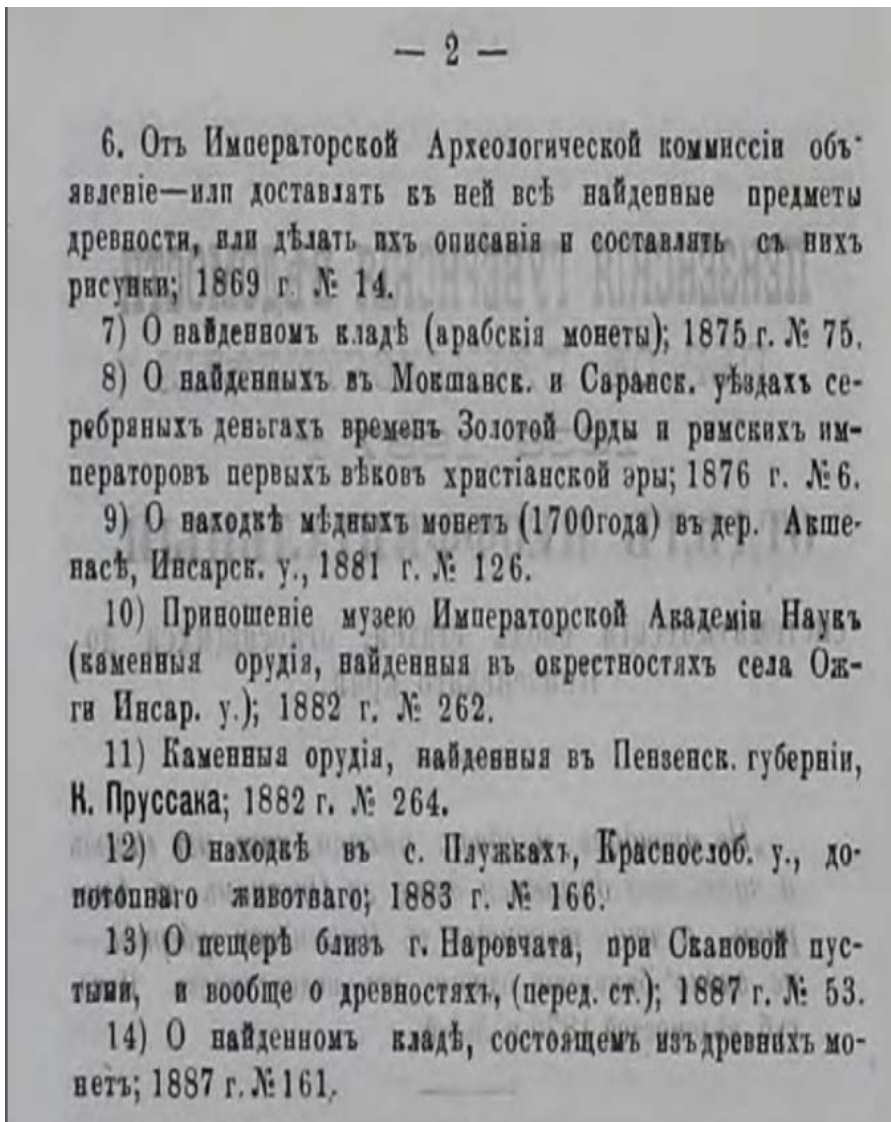 — 2 —
6. Отъ Императорской Археологической коммиссіи объ-
явленіе—или доставлять къ ней всѣ найденные предметы
древности, или дѣлать ихъ описанія и составлять съ нихъ
рисунки; 1869 г. № 14.
7) О найденномъ кладѣ (арабскія монеты); 1875 г. № 75.
8) О найденныхъ въ Мокшанск. и Саранск. уѣздахъ се-
ребряныхъ деньгахъ временъ Золотой Орды и римскихъ им-
ператоровъ первыхъ вѣковъ христіанской эры; 1876 г. № 6.
9) О находкѣ мѣдныхъ монетъ (1700года) въ дер. Акше-
насѣ, Инсарск. у., 1881 г. № 126.
10) Приношеніе музею Императорской Академіи Наукъ
(каменныя орудія, найденныя въ окрестностяхъ села Ож-
ги Инсар. у.); 1882 г. № 262.
11) Каменныя орудія, найденныя въ Пензенск. губерніи,
К. Пруссака; 1882 г. № 264.
12) О находкѣ въ с. Плужкахъ, Краснослоб. у., до-
потопнаго животнаго; 1883 г. № 166.
13) О пещерѣ близъ г. Наровчата, при Скановой пус-
тыни, и вообще о древностяхъ, (перед. ст.); 1887 г. № 53.
14) О найденномъ кладѣ, состоящемъ изъ древнихъ мо-
нетъ; 1887 г. № 161.